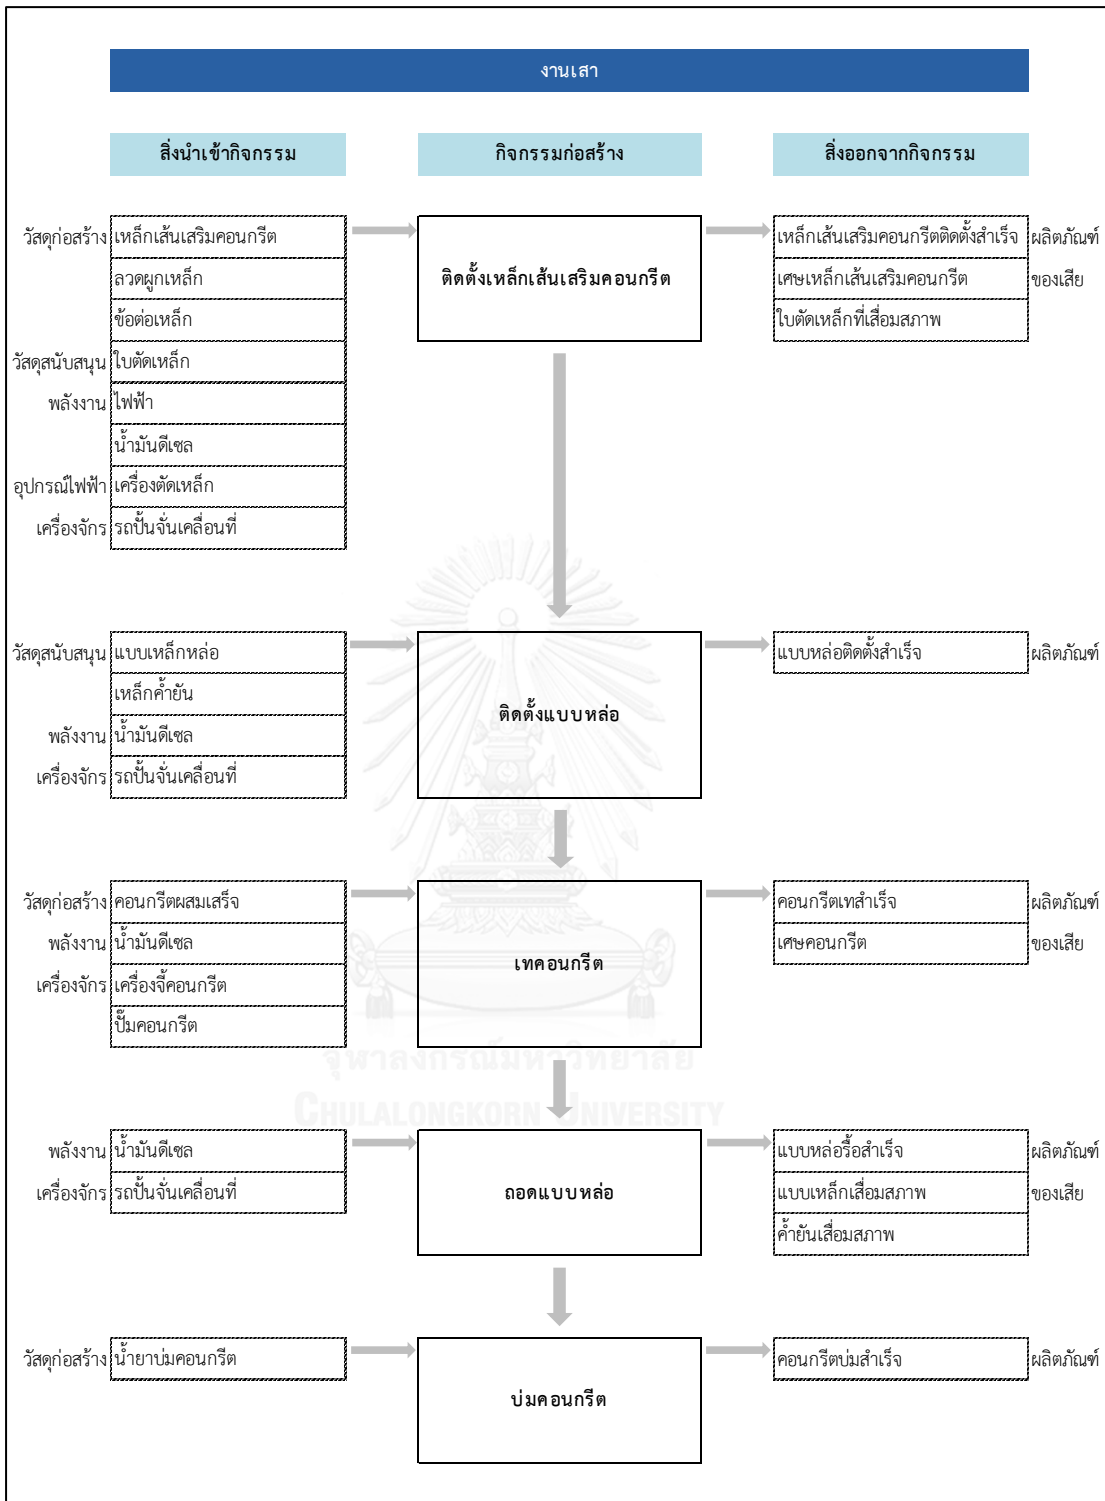 งานเสา
สิ่งนำเข้ากิจกรรม กิจกรรมก่อสร้าง สิ่งออกจากกิจกรรม
วัสดุก่อสร้าง เหล็กเส้นเสริมคอนกรีต
ลวดผูกเหล็ก
ข้อต่อเหล็ก
วัสดุสนับสนุน ใบตัดเหล็ก
พลังงาน ไฟฟ้า
น้ำมันดีเซล
อุปกรณ์ไฟฟ้า เครื่องตัดเหล็ก
เครื่องจักร รถปั้นจั่นเคลื่อนที่
ติดตั้งเหล็กเส้นเสริมคอนกรีต
เหล็กเส้นเสริมคอนกรีตติดตั้งสำเร็จ ผลิตภัณฑ์
เศษเหล็กเส้นเสริมคอนกรีต ของเสีย
ใบตัดเหล็กที่เสื่อมสภาพ
วัสดุสนับสนุน แบบเหล็กหล่อ
เหล็กค้ำยัน
พลังงาน น้ำมันดีเซล
เครื่องจักร รถปั้นจั่นเคลื่อนที่
ติดตั้งแบบหล่อ
แบบหล่อติดตั้งสำเร็จ ผลิตภัณฑ์
วัสดุก่อสร้าง คอนกรีตผสมเสร็จ
พลังงาน น้ำมันดีเซล
เครื่องจักร เครื่องจี้คอนกรีต
ปั๊มคอนกรีต
เทคอนกรีต
คอนกรีตเทสำเร็จ ผลิตภัณฑ์
เศษคอนกรีต ของเสีย
จุฬาลงกรณ์มหาวิทยาลัย
CHULALONGKORN UNIVERSITY
พลังงาน น้ำมันดีเซล
เครื่องจักร รถปั้นจั่นเคลื่อนที่
ถอดแบบหล่อ
แบบหล่อรื้อสำเร็จ ผลิตภัณฑ์
แบบเหล็กเสื่อมสภาพ ของเสีย
ค้ำยันเสื่อมสภาพ
วัสดุก่อสร้าง น้ำยาบ่มคอนกรีต
บ่มคอนกรีต
คอนกรีตบ่มสำเร็จ ผลิตภัณฑ์